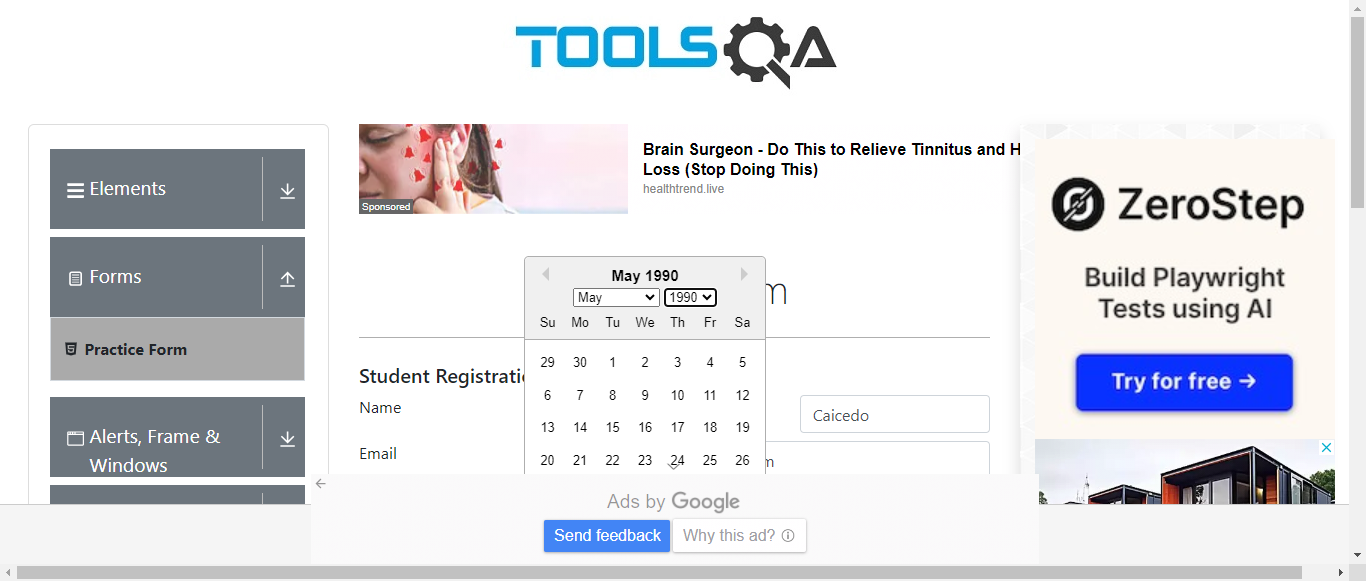 TOOLSQA
Elements
Forms
Practice Form
Alerts, Frame &
Windows
Sponsored
Brain Surgeon - Do This to Relieve Tinnitus and H
Loss (Stop Doing This)
healthtrend.live
m
May 1990
May 1990
Su Mo Tu We Th Fr Sa
29 30 1 2 3 4 5
6 7 8 9 10 11 12
13 14 15 16 17 18 19
20 21 22 23 24 25 26
Student Registrati
Name
Caicedo
Email
m
Ads by Google
Send feedback
Why this ad?
ZeroStep
Build Playwright
Tests using AI
Try for free →